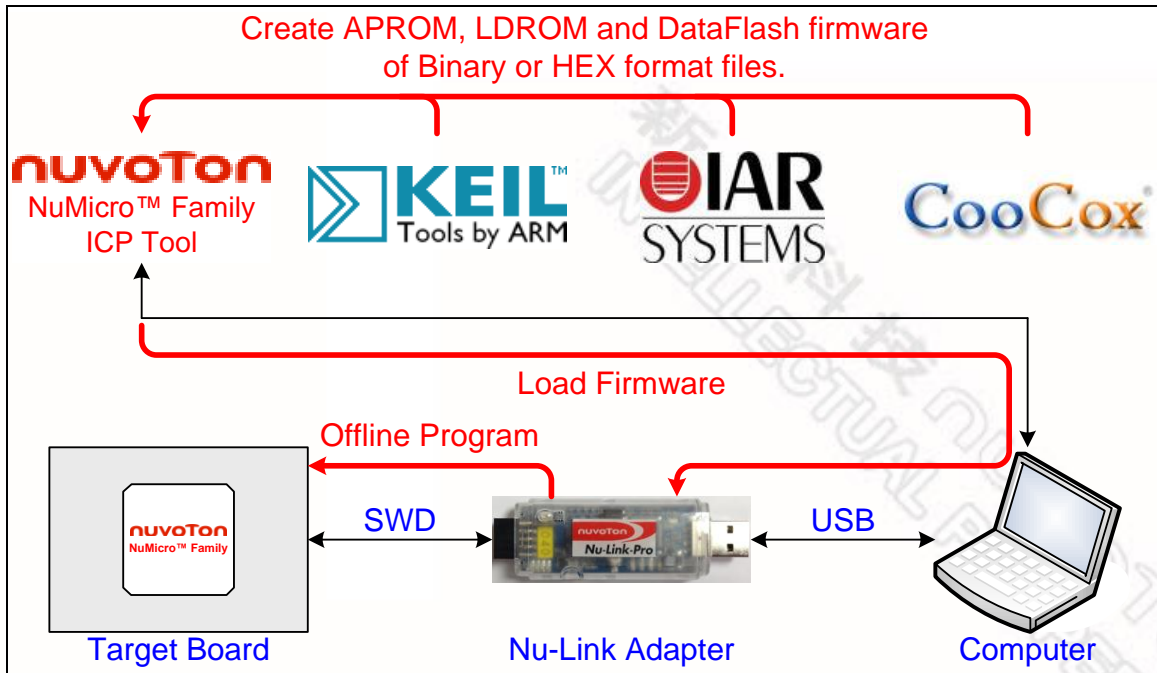 Create APROM, LDROM and DataFlash firmware
of Binary or HEX format files.
nuvoTon
NuMicro™ Family
ICP Tool
KEIL™
Tools by ARM
IAR
SYSTEMS
CooCox®
Load Firmware
Offline Program
nuvoTon
NuMicro™ Family
SWD
nuvoTon
Nu-Link-Pro
USB
Target Board
Nu-Link Adapter
Computer